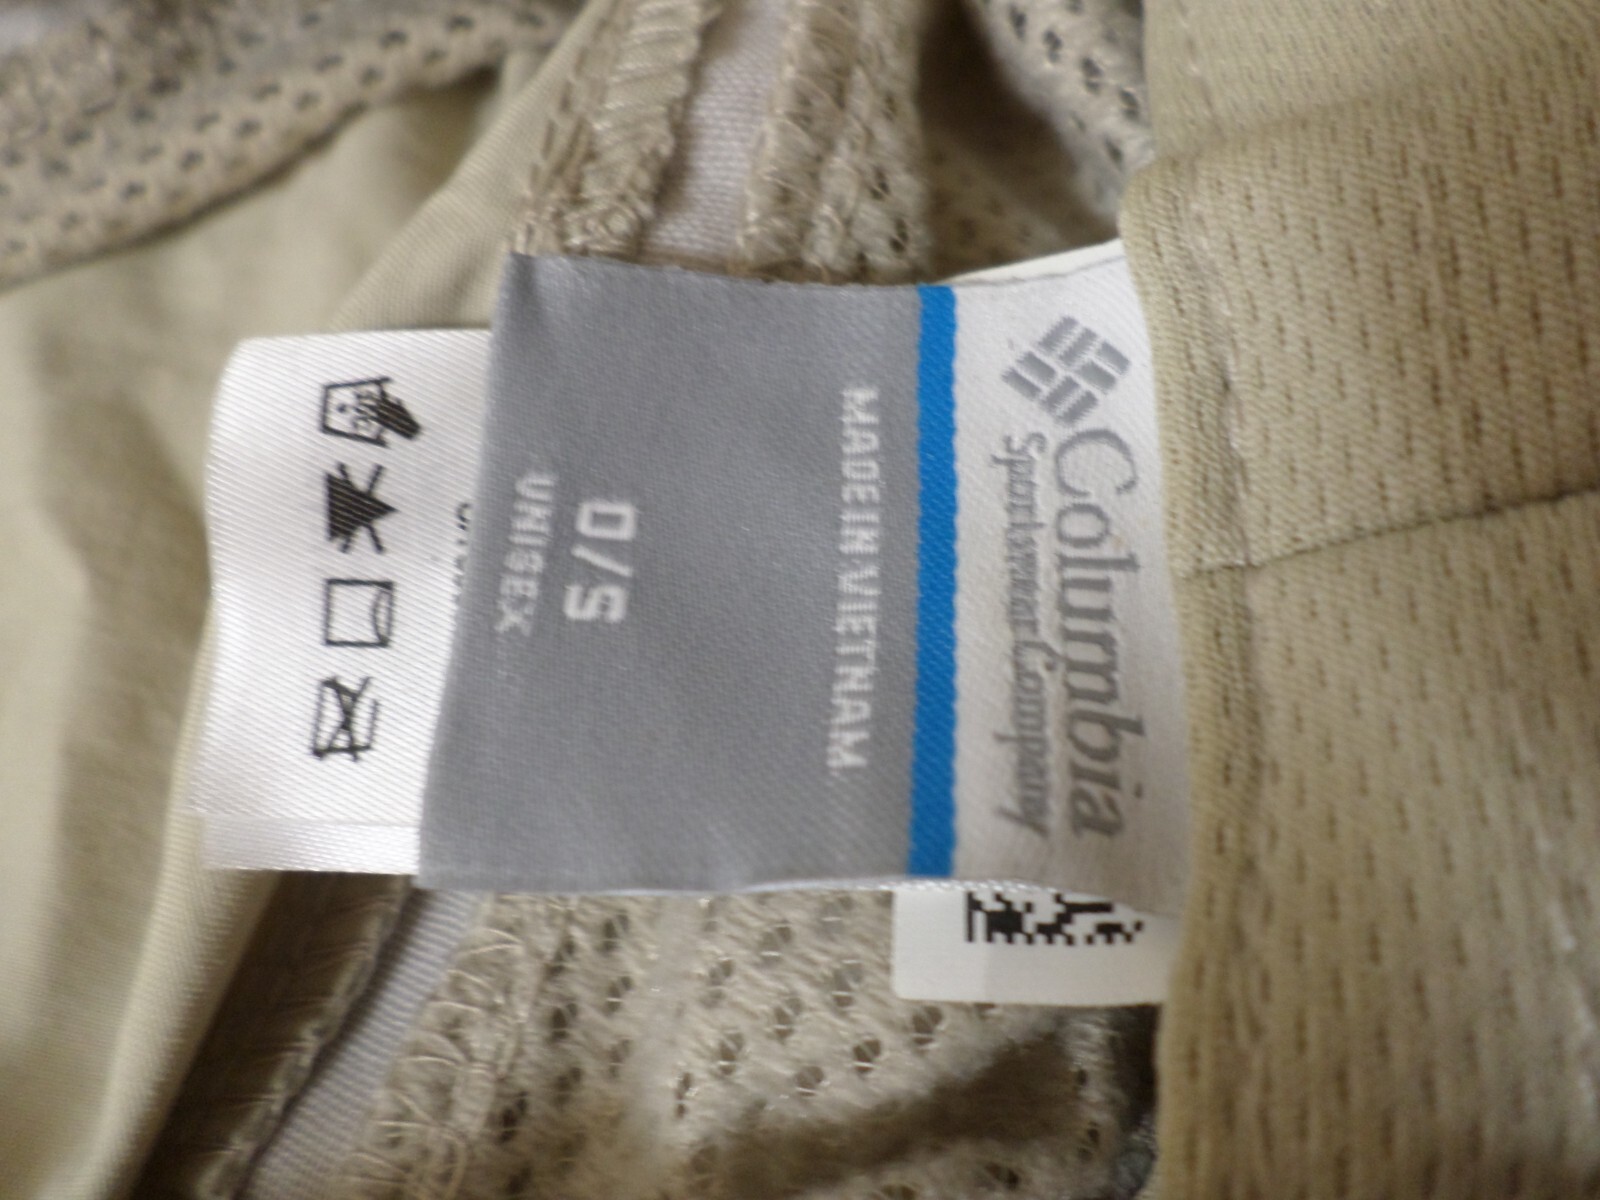 Columbia
Sportswear Company
MADE IN VIETNAM
O/S
UNISEX